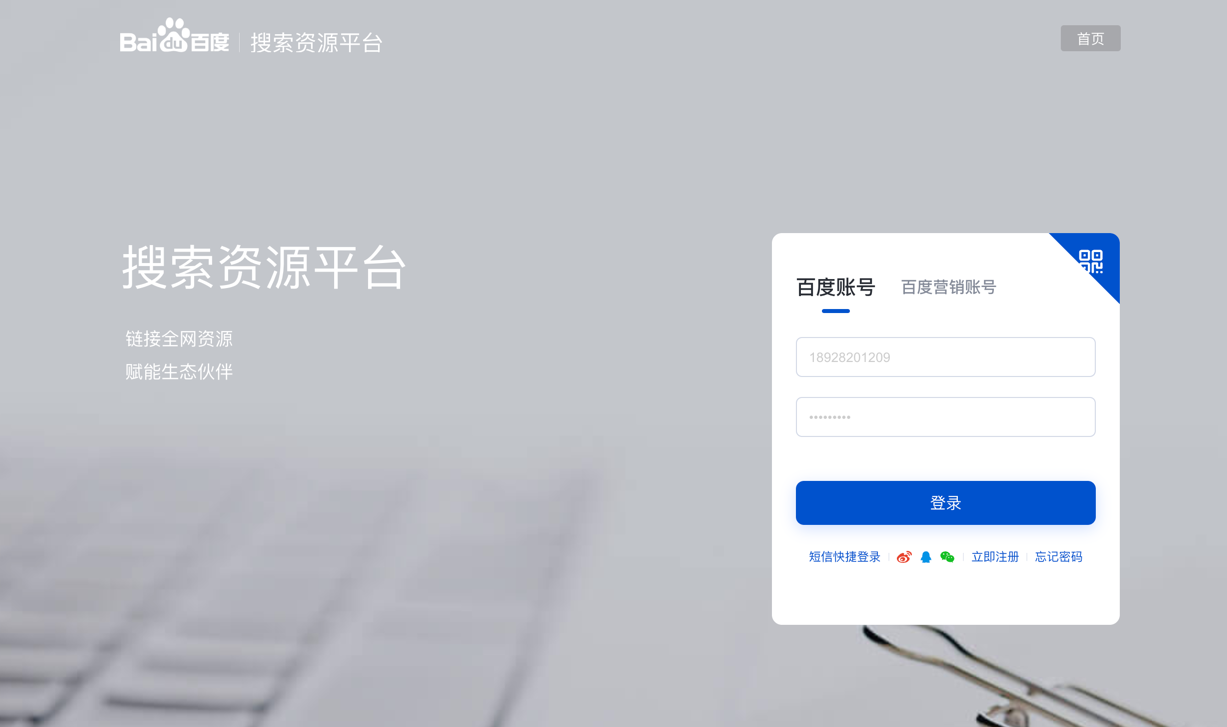 Bai du 百度 搜索资源平台
首页
搜索资源平台
链接全网资源
赋能生态伙伴
百度账号 百度营销账号
18928201209
•••••••••
登录
短信快捷登录 立即注册 忘记密码